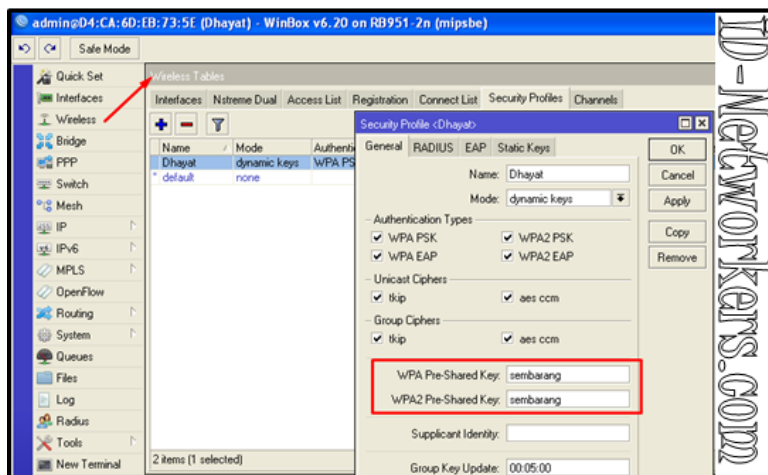 admin@D4:CA:6D:EB:73:5E (Dhayat) - WinBox v6.20 on RB951-2n (mipsbe)
Safe Mode
Quick Set
Interfaces
Wireless
Bridge
PPP
Switch
Mesh
IP
IPv6
MPLS
OpenFlow
Routing
System
Queues
Files
Log
Radius
Tools
New Terminal
Wireless Tables
Interfaces Nstreme Dual Access List Registration Connect List Security Profiles Channels
Name / Mode Authenti
Dhayat dynamic keys WPA PS
* default none
2 items (1 selected)
Security Profile <Dhayat>
General RADIUS EAP Static Keys
Name: Dhayat
Mode: dynamic keys
Authentication Types
WPA PSK WPA2 PSK
WPA EAP WPA2 EAP
Unicast Ciphers
tkip aes ccm
Group Ciphers
tkip aes ccm
WPA Pre-Shared Key: sembarang
WPA2 Pre-Shared Key: sembarang
Supplicant Identity:
Group Key Update: 00:05:00
OK
Cancel
Apply
Copy
Remove
ID-Networkers.com